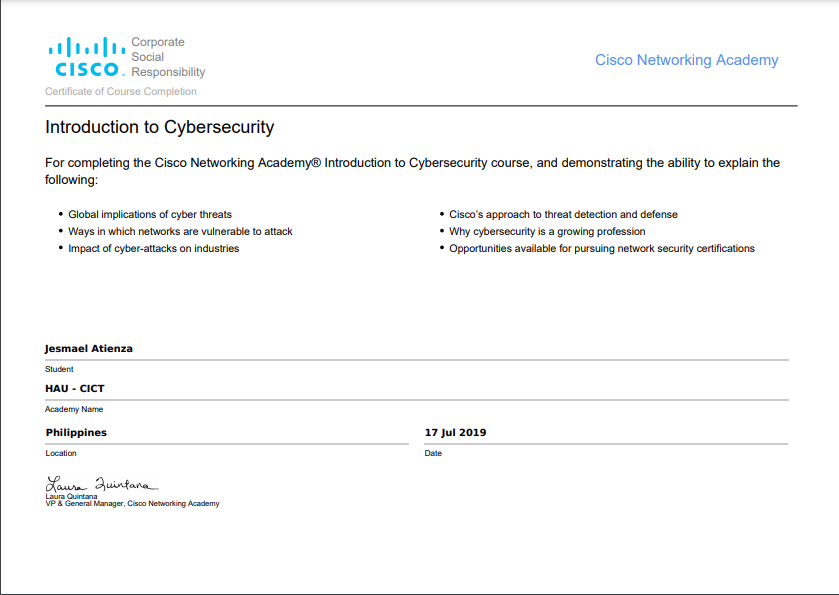 Corporate
Social
CISCO. Responsibility
Cisco Networking Academy
Certificate of Course Completion
Introduction to Cybersecurity
For completing the Cisco Networking Academy® Introduction to Cybersecurity course, and demonstrating the ability to explain the
following:
• Global implications of cyber threats
• Ways in which networks are vulnerable to attack
• Impact of cyber-attacks on industries
• Cisco's approach to threat detection and defense
• Why cybersecurity is a growing profession
• Opportunities available for pursuing network security certifications
Jesmael Atienza
Student
HAU - CICT
Academy Name
Philippines
Location
17 Jul 2019
Date
Laura Quintana
Laura Quintana
VP & General Manager, Cisco Networking Academy